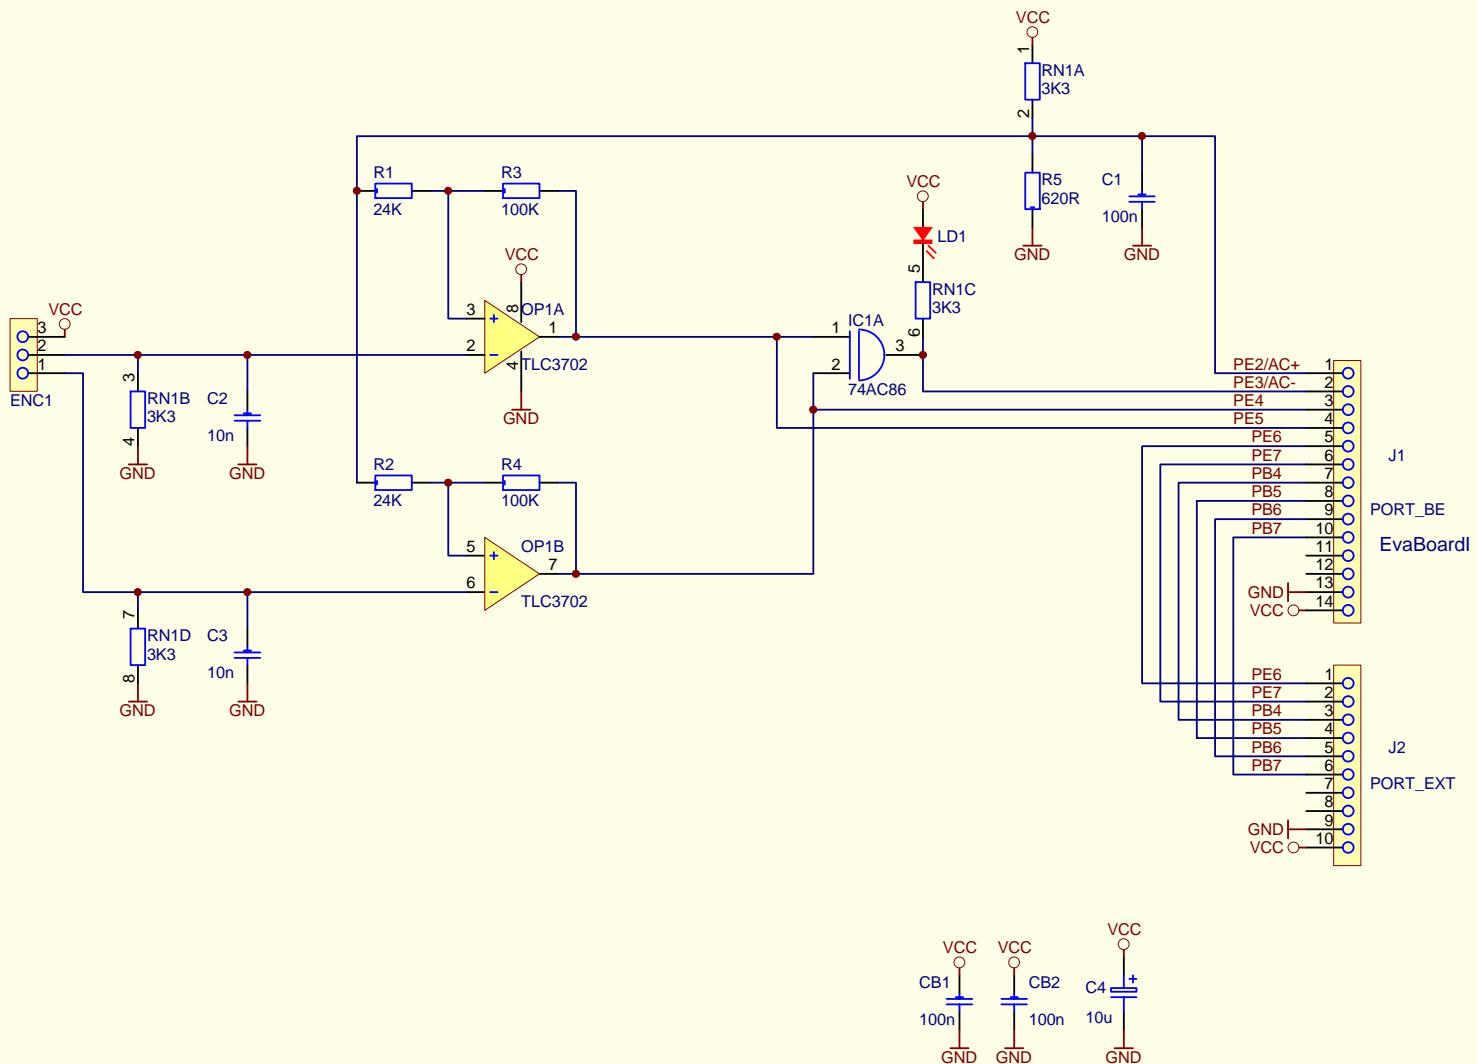 VCC
1
RN1A
3K3
2
R1
24K
R3
100K
R5
620R
GND
C1
100n
GND
VCC
LD1
5
RN1C
3K3
6
VCC
OP1A
3
8
1
2
4
TLC3702
GND
VCC
3
2
1
ENC1
3
RN1B
3K3
4
GND
C2
10n
GND
IC1A
1
2
3
74AC86
R2
24K
R4
100K
OP1B
5
7
6
TLC3702
7
RN1D
3K3
8
GND
C3
10n
GND
PE2/AC+ 1
PE3/AC- 2
PE4 3
PE5 4
PE6 5
PE7 6
PB4 7
PB5 8
PB6 9
PB7 10
11
12
GND 13
VCC 14
J1
PORT_BE
EvaBoardI
PE6 1
PE7 2
PB4 3
PB5 4
PB6 5
PB7 6
7
8
GND 9
VCC 10
J2
PORT_EXT
VCC
CB1
100n
GND
VCC
CB2
100n
GND
VCC
+
C4
10u
GND